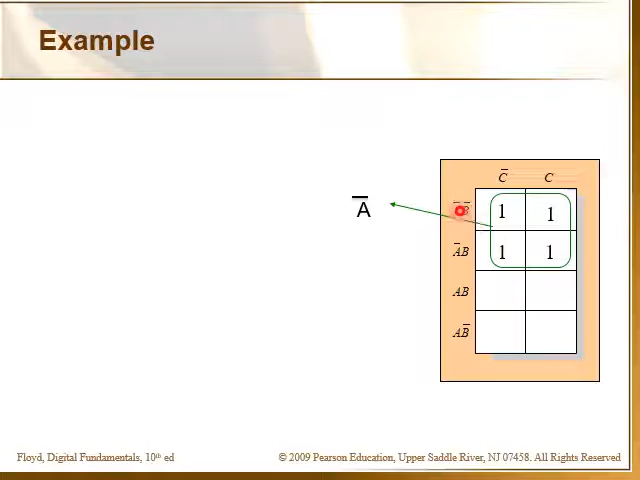 Example
C̅ C
A̅
B̅ 1 1
A̅B 1 1
AB
AB̅
Floyd, Digital Fundamentals, 10th ed © 2009 Pearson Education, Upper Saddle River, NJ 07458. All Rights Reserved